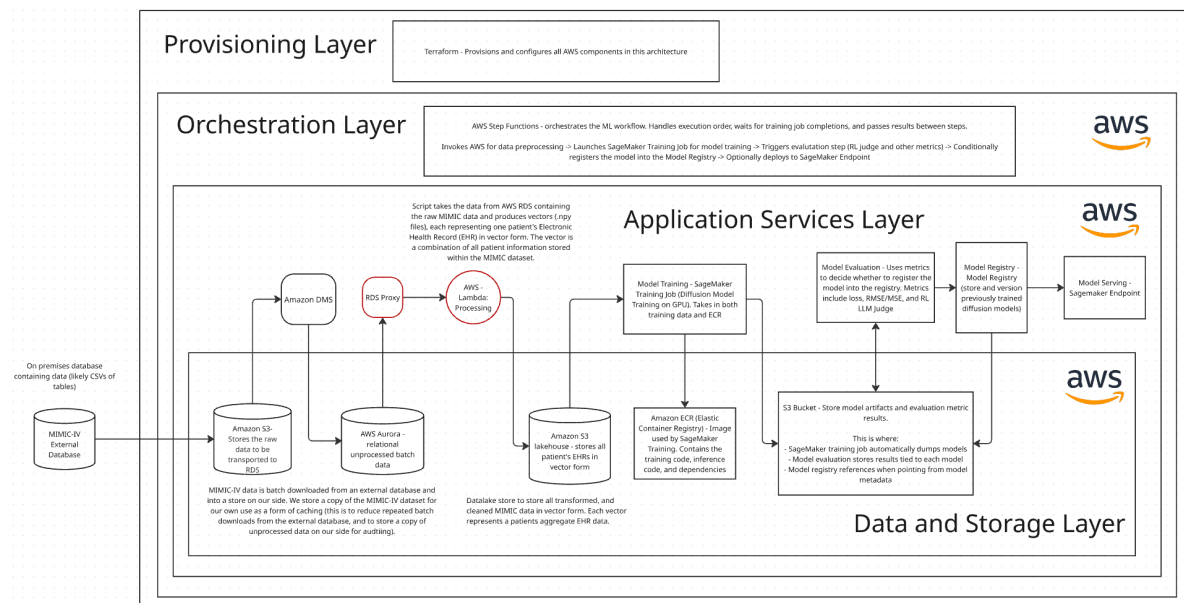 Provisioning Layer
Terraform - Provisions and configures all AWS components in this architecture
Orchestration Layer
AWS Step Functions - orchestrates the ML workflow. Handles execution order, waits for training job completions, and passes results between steps.
Invokes AWS for data preprocessing -> Launches SageMaker Training Job for model training -> Triggers evalutation step (RL judge and other metrics) -> Conditionally
registers the model into the Model Registry -> Optionally deploys to SageMaker Endpoint
aws
Application Services Layer
aws
Script takes the data from AWS RDS containing
the raw MIMIC data and produces vectors (.npy
files), each representing one patient's Electronic
Health Record (EHR) in vector form. The vector is
a combination of all patient information stored
within the MIMIC dataset.
Amazon DMS
RDS Proxy
AWS -
Lambda:
Processing
Model Training - SageMaker
Training Job (Diffusion Model
Training on GPU). Takes in both
training data and ECR
Model Evaluation - Uses metrics
to decide whether to register the
model into the registry. Metrics
include loss, RMSE/MSE, and RL
LLM Judge
Model Registry -
Model Registry
(store and version
previously trained
diffusion models)
Model Serving -
Sagemaker Endpoint
On premises database
containing data (likely CSVs of
tables)
MIMIC-IV
External
Database
Amazon S3-
Stores the raw
data to be
transported to
RDS
AWS Aurora -
relational
unprocessed batch
data
Amazon S3
lakehouse - stores all
patient's EHRs in
vector form
Amazon ECR (Elastic
Container Registry) - Image
used by SageMaker
Training. Contains the
training code, inference
code, and dependencies
S3 Bucket - Store model artifacts and evaluation metric
results.
This is where:
- SageMaker training job automatically dumps models
- Model evaluation stores results tied to each model
- Model registry references when pointing from model
metadata
aws
MIMIC-IV data is batch downloaded from an external database and
into a store on our side. We store a copy of the MIMIC-IV dataset for
our own use as a form of caching (this is to reduce repeated batch
downloads from the external database, and to store a copy of
unprocessed data on our side for audtiing).
Datalake store to store all transformed, and
cleaned MIMIC data in vector form. Each vector
represents a patients aggregate EHR data.
Data and Storage Layer